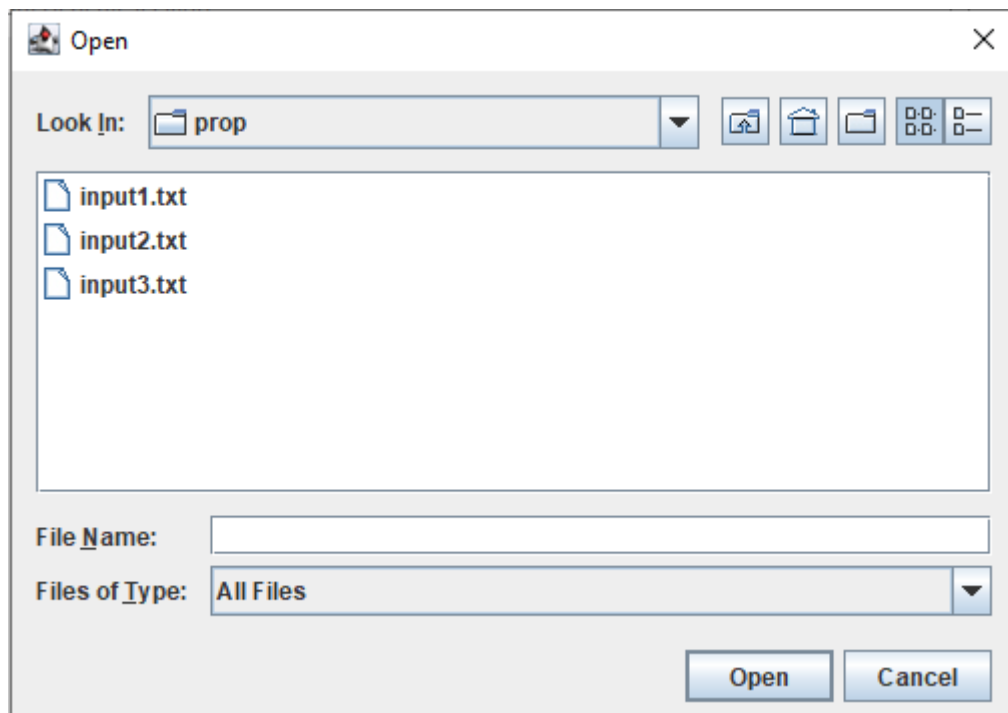 Open
Look In: prop
input1.txt
input2.txt
input3.txt
File Name:
Files of Type: All Files
Open Cancel